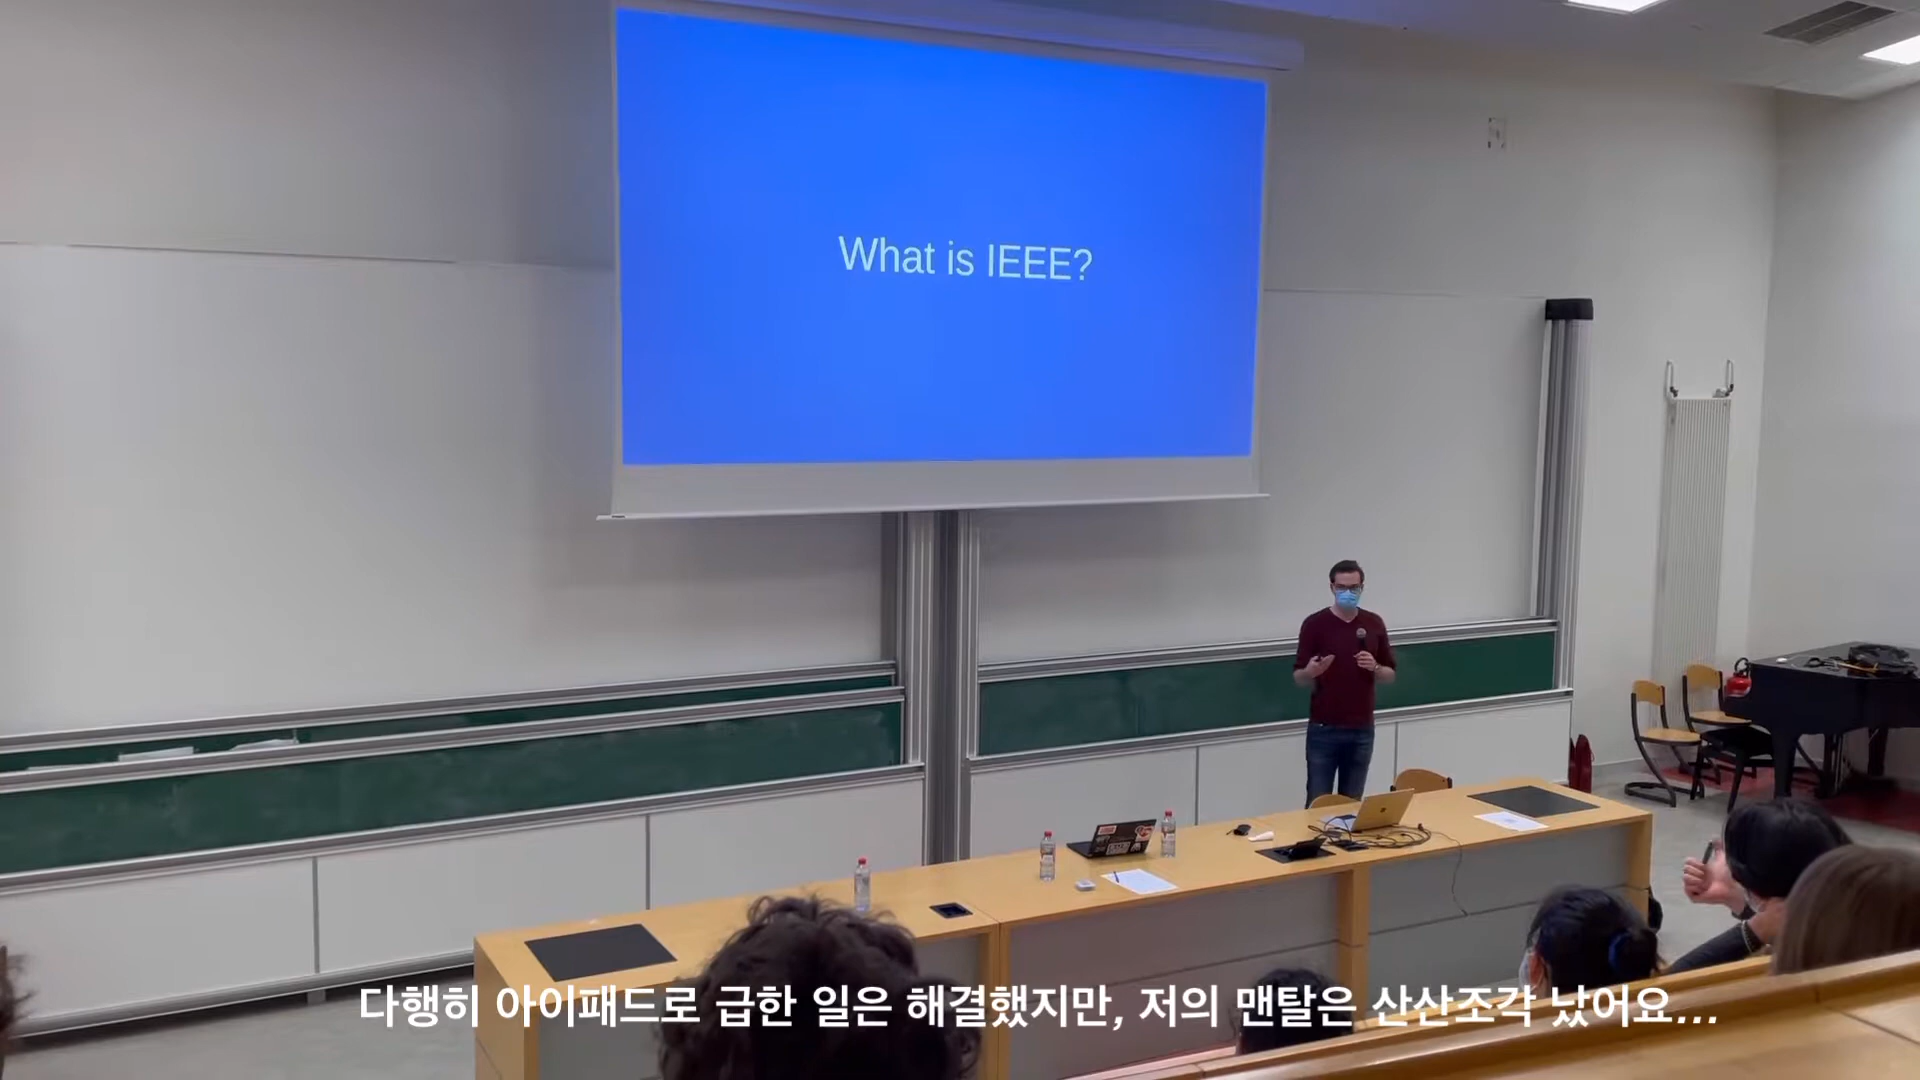 What is IEEE?
다행히 아이패드로 급한 일은 해결했지만, 저의 맨탈은 산산조각 났어요...